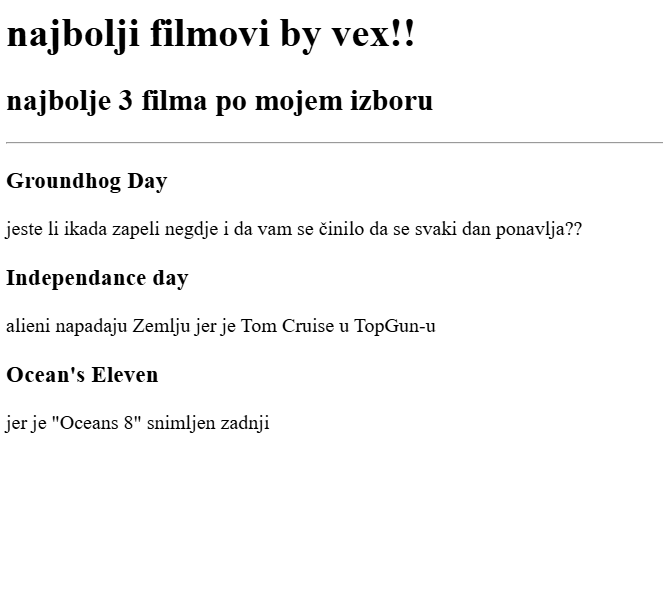 najbolji filmovi by vex!!
najbolje 3 filma po mojem izboru
Groundhog Day
jeste li ikada zapeli negdje i da vam se činilo da se svaki dan ponavlja??
Independance day
alieni napadaju Zemlju jer je Tom Cruise u TopGun-u
Ocean's Eleven
jer je "Oceans 8" snimljen zadnji